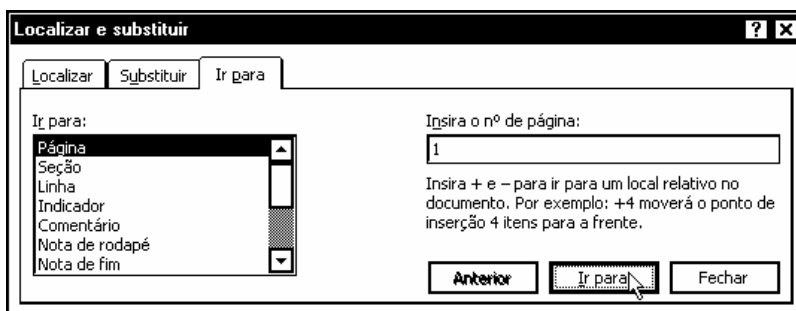 Localizar e substituir
Localizar Substituir Ir para
Ir para:
Página
Seção
Linha
Indicador
Comentário
Nota de rodapé
Nota de fim
Insira o nº de página:
1
Insira + e – para ir para um local relativo no
documento. Por exemplo: +4 moverá o ponto de
inserção 4 itens para a frente.
Anterior Ir para Fechar